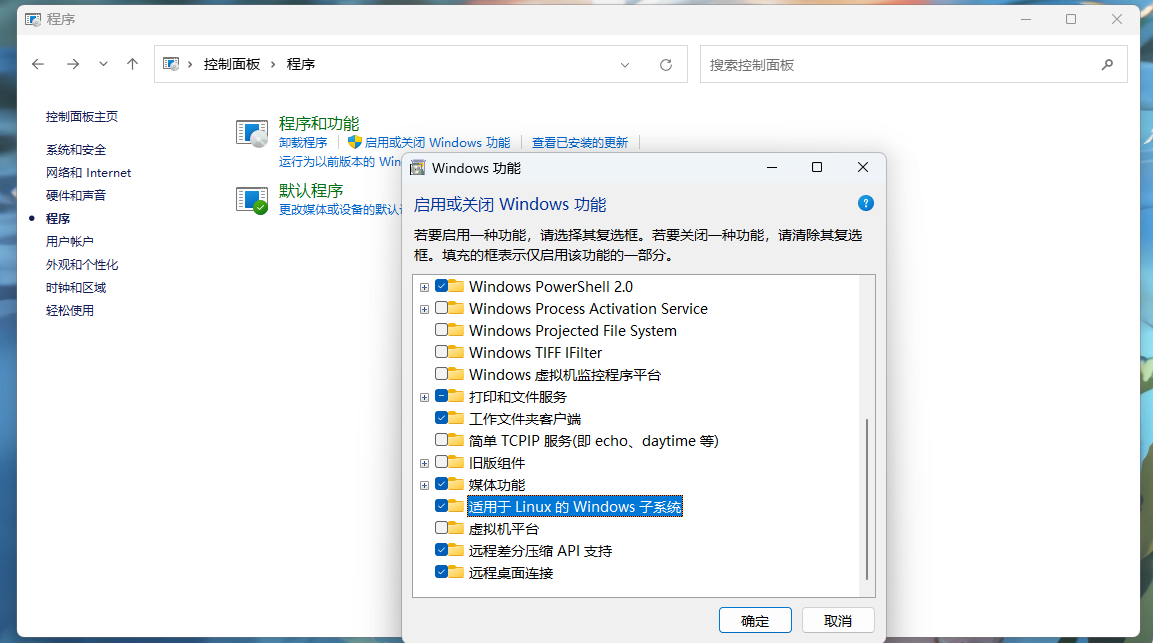 程序
控制面板 › 程序
搜索控制面板
控制面板主页
系统和安全
网络和 Internet
硬件和声音
程序
用户帐户
外观和个性化
时钟和区域
轻松使用
程序和功能
卸载程序 启用或关闭 Windows 功能 查看已安装的更新
运行为以前版本的 Win
默认程序
更改媒体或设备的默认
Windows 功能
启用或关闭 Windows 功能
?
若要启用一种功能，请选择其复选框。若要关闭一种功能，请清除其复选
框。填充的框表示仅启用该功能的一部分。
Windows PowerShell 2.0
Windows Process Activation Service
Windows Projected File System
Windows TIFF IFilter
Windows 虚拟机监控程序平台
打印和文件服务
工作文件夹客户端
简单 TCPIP 服务(即 echo、daytime 等)
旧版组件
媒体功能
适用于 Linux 的 Windows 子系统
虚拟机平台
远程差分压缩 API 支持
远程桌面连接
确定 取消